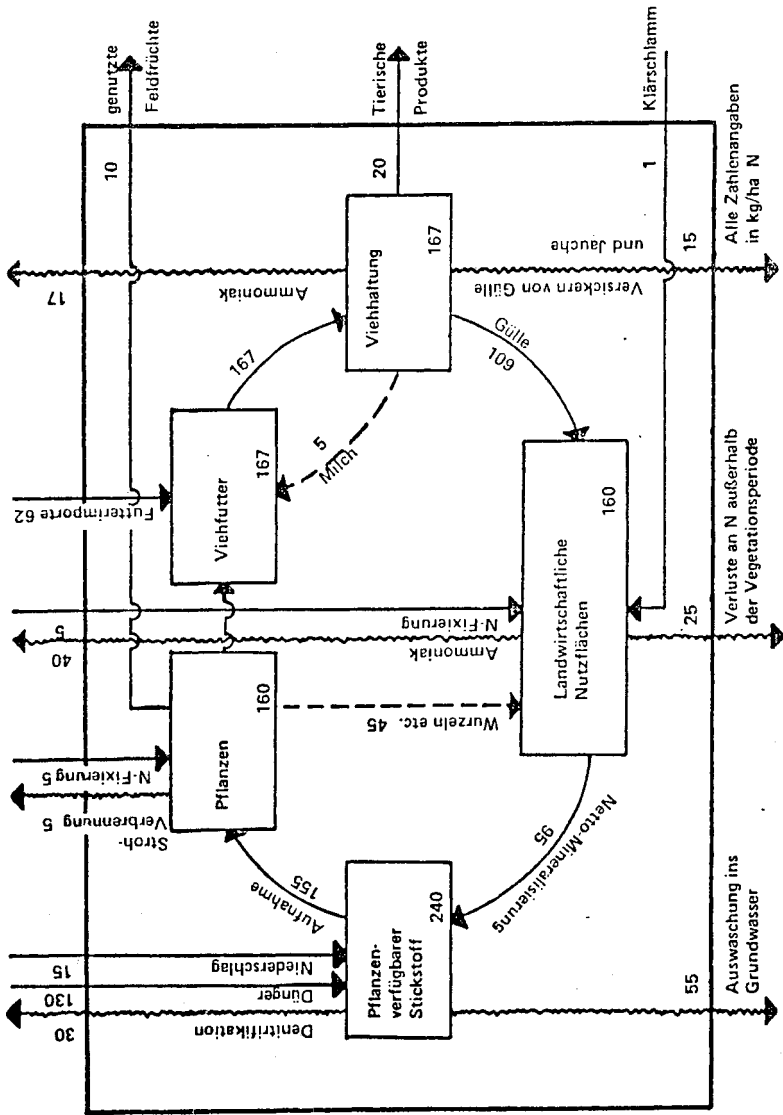 30
Denitrifikation
130
Dünger
15
Niederschlag
Stroh-
Verbrennung 5
N-Fixierung 5
40
Ammoniak
5
N-Fixierung
Futterimporte 62
17
Ammoniak
10
genutzte
Feldfrüchte
Pflanzen
160
Viehfutter
167
Aufnahme
155
167
5
Milch
Pflanzen-
verfügbarer
Stickstoff
240
Viehhaltung
167
20
Tierische
Produkte
Wurzeln etc. 45
Netto-Mineralisierung
95
Gülle
109
Landwirtschaftliche
Nutzflächen
160
Versickern von Gülle
und Jauche
1
Klärschlamm
55
25
15
Auswaschung ins
Grundwasser
Verluste an N außerhalb
der Vegetationsperiode
Alle Zahlenangaben
in kg/ha N